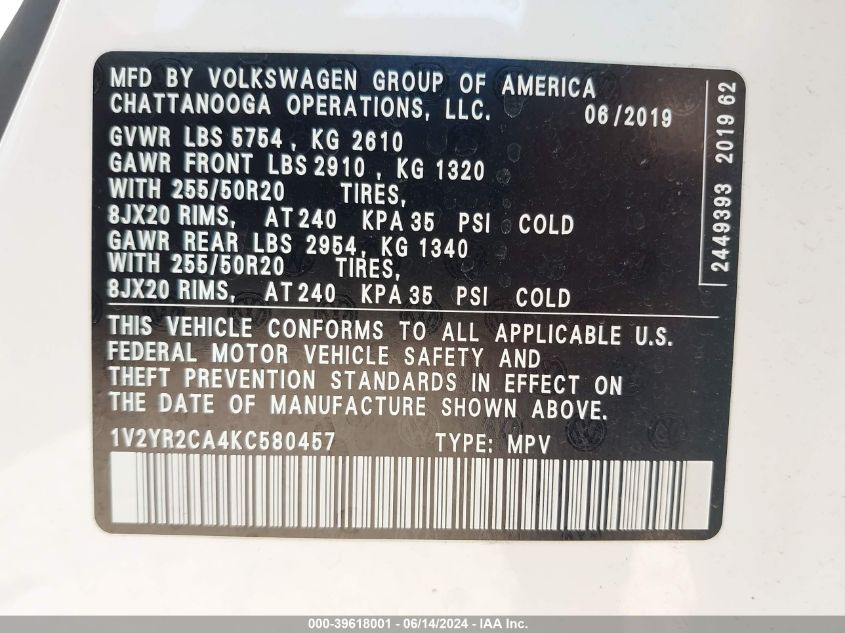 MFD BY VOLKSWAGEN GROUP OF AMERICA
CHATTANOOGA OPERATIONS, LLC. 06/2019
GVWR LBS 5754, KG 2610
GAWR FRONT LBS 2910, KG 1320
WITH 255/50R20 TIRES,
8JX20 RIMS, AT 240 KPA 35 PSI COLD
GAWR REAR LBS 2954, KG 1340
WITH 255/50R20 TIRES,
8JX20 RIMS, AT 240 KPA 35 PSI COLD
2449393 2019 62
THIS VEHICLE CONFORMS TO ALL APPLICABLE U.S.
FEDERAL MOTOR VEHICLE SAFETY AND
THEFT PREVENTION STANDARDS IN EFFECT ON
THE DATE OF MANUFACTURE SHOWN ABOVE.
1V2YR2CA4KC580457 TYPE: MPV
000-39618001 - 06/14/2024 - IAA Inc.